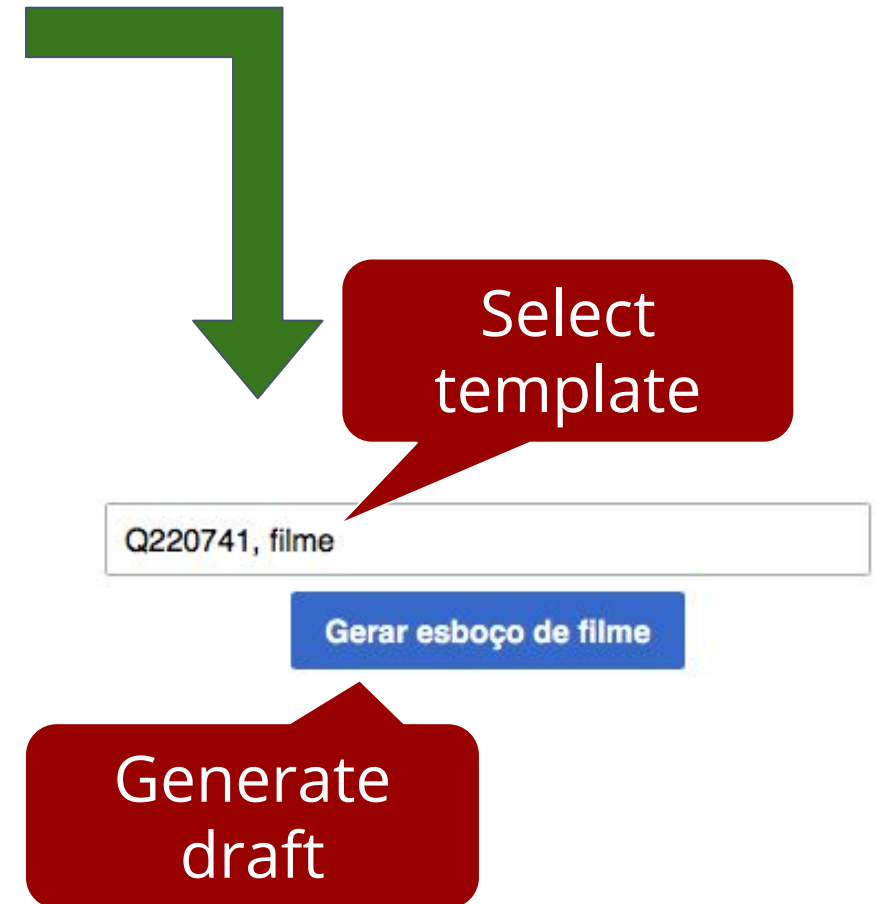 Select
template
Q220741, filme
Gerar esboço de filme
Generate
draft